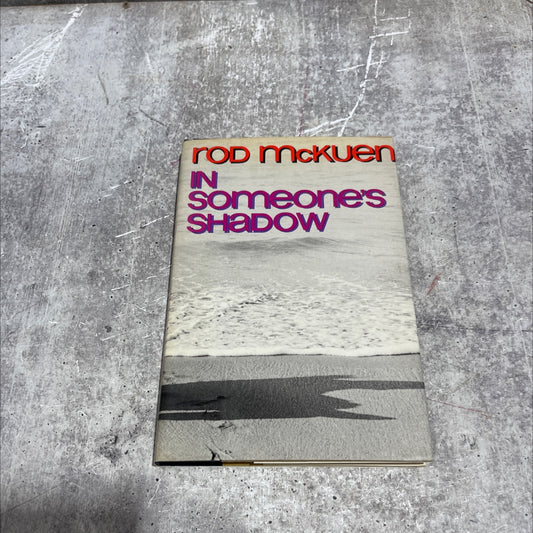 rod mcKuen
IN
someone's
shadow